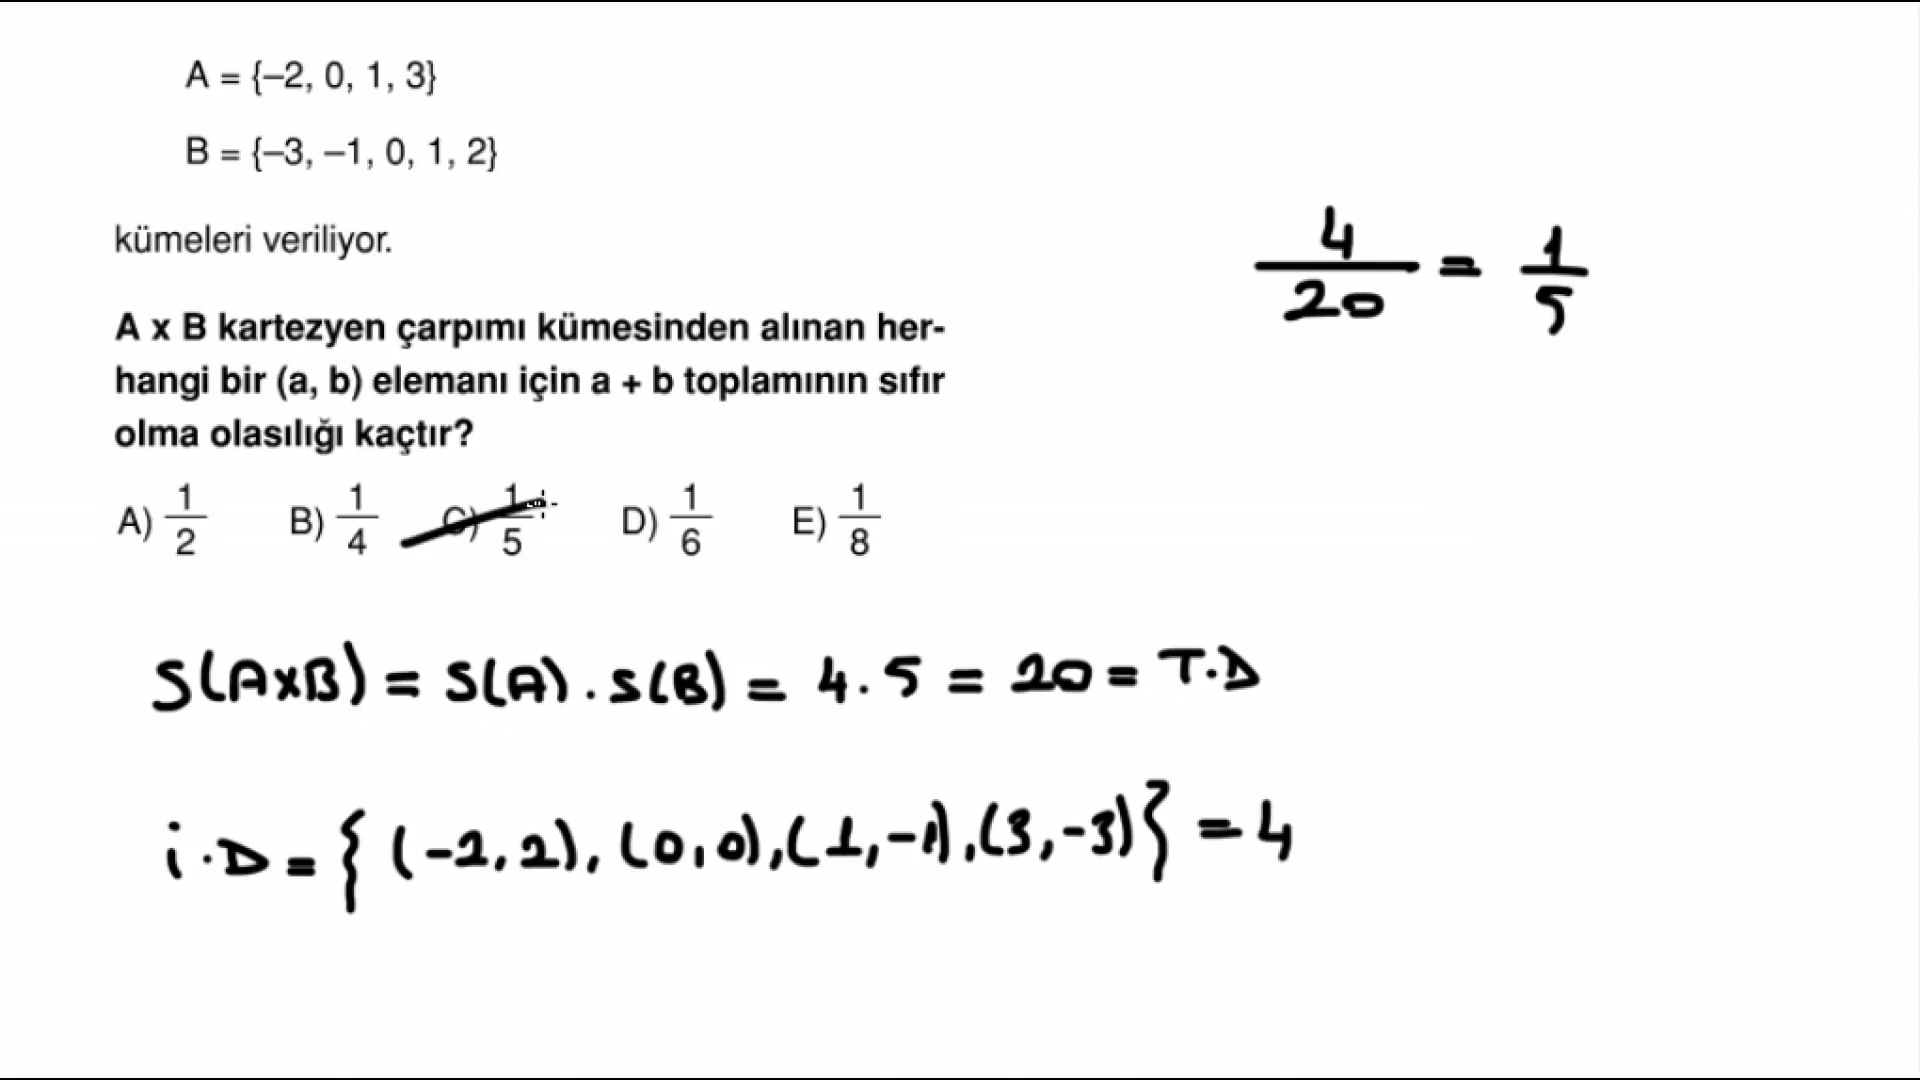 A = {–2, 0, 1, 3}
B = {–3, –1, 0, 1, 2}
kümeleri veriliyor.
A x B kartezyen çarpımı kümesinden alınan her-
hangi bir (a, b) elemanı için a + b toplamının sıfır
olma olasılığı kaçtır?
A) 1/2 B) 1/4 C) 1/5 D) 1/6 E) 1/8
4/20 = 1/5
S(AxB) = S(A) . S(B) = 4 . 5 = 20 = T.D
i.D = { (-2, 2), (0, 0), (1, -1), (3, -3)} = 4